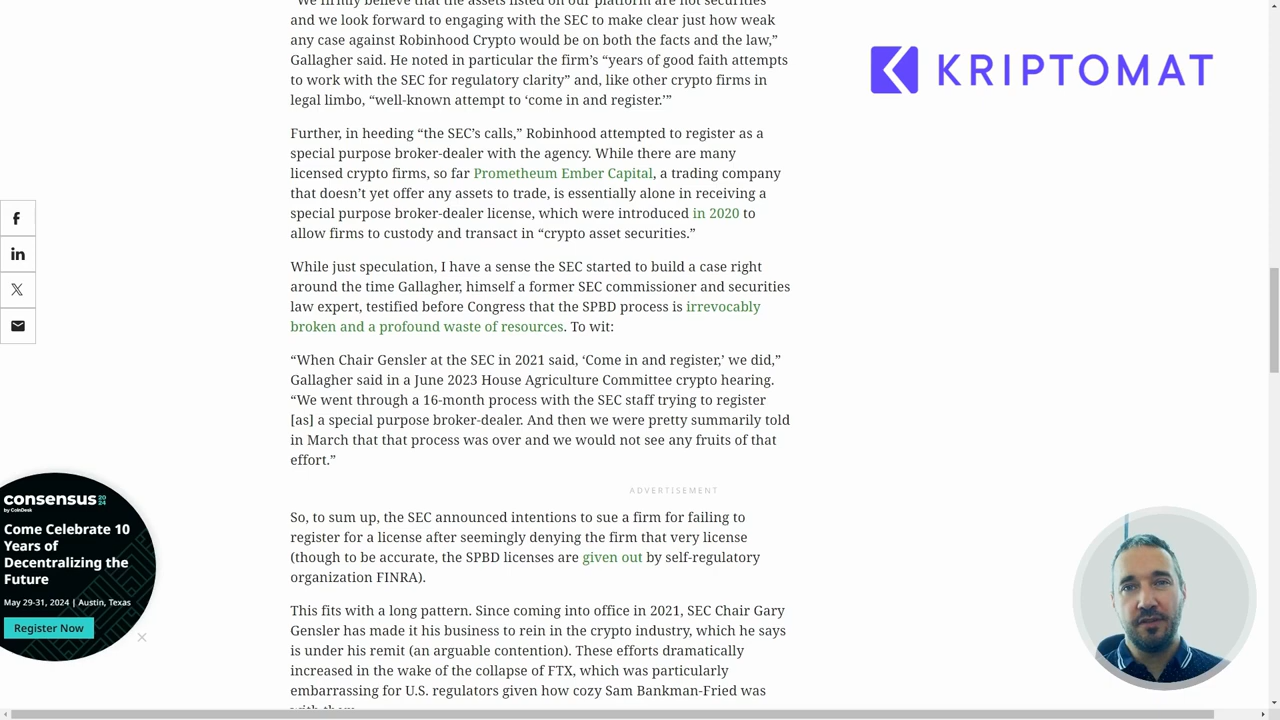 "We firmly believe that the assets listed on our platform are not securities
and we look forward to engaging with the SEC to make clear just how weak
any case against Robinhood Crypto would be on both the facts and the law,"
Gallagher said. He noted in particular the firm's "years of good faith attempts
to work with the SEC for regulatory clarity" and, like other crypto firms in
legal limbo, "well-known attempt to 'come in and register.'"
Further, in heeding "the SEC's calls," Robinhood attempted to register as a
special purpose broker-dealer with the agency. While there are many
licensed crypto firms, so far Prometheum Ember Capital, a trading company
that doesn't yet offer any assets to trade, is essentially alone in receiving a
special purpose broker-dealer license, which were introduced in 2020 to
allow firms to custody and transact in "crypto asset securities."
While just speculation, I have a sense the SEC started to build a case right
around the time Gallagher, himself a former SEC commissioner and securities
law expert, testified before Congress that the SPBD process is irrevocably
broken and a profound waste of resources. To wit:
"When Chair Gensler at the SEC in 2021 said, 'Come in and register,' we did,"
Gallagher said in a June 2023 House Agriculture Committee crypto hearing.
"We went through a 16-month process with the SEC staff trying to register
[as] a special purpose broker-dealer. And then we were pretty summarily told
in March that that process was over and we would not see any fruits of that
effort."
ADVERTISEMENT
So, to sum up, the SEC announced intentions to sue a firm for failing to
register for a license after seemingly denying the firm that very license
(though to be accurate, the SPBD licenses are given out by self-regulatory
organization FINRA).
This fits with a long pattern. Since coming into office in 2021, SEC Chair Gary
Gensler has made it his business to rein in the crypto industry, which he says
is under his remit (an arguable contention). These efforts dramatically
increased in the wake of the collapse of FTX, which was particularly
embarrassing for U.S. regulators given how cozy Sam Bankman-Fried was
with them.
KRIPTOMAT
consensus 2024
by CoinDesk
Come Celebrate 10
Years of
Decentralizing the
Future
May 29-31, 2024 | Austin, Texas
Register Now